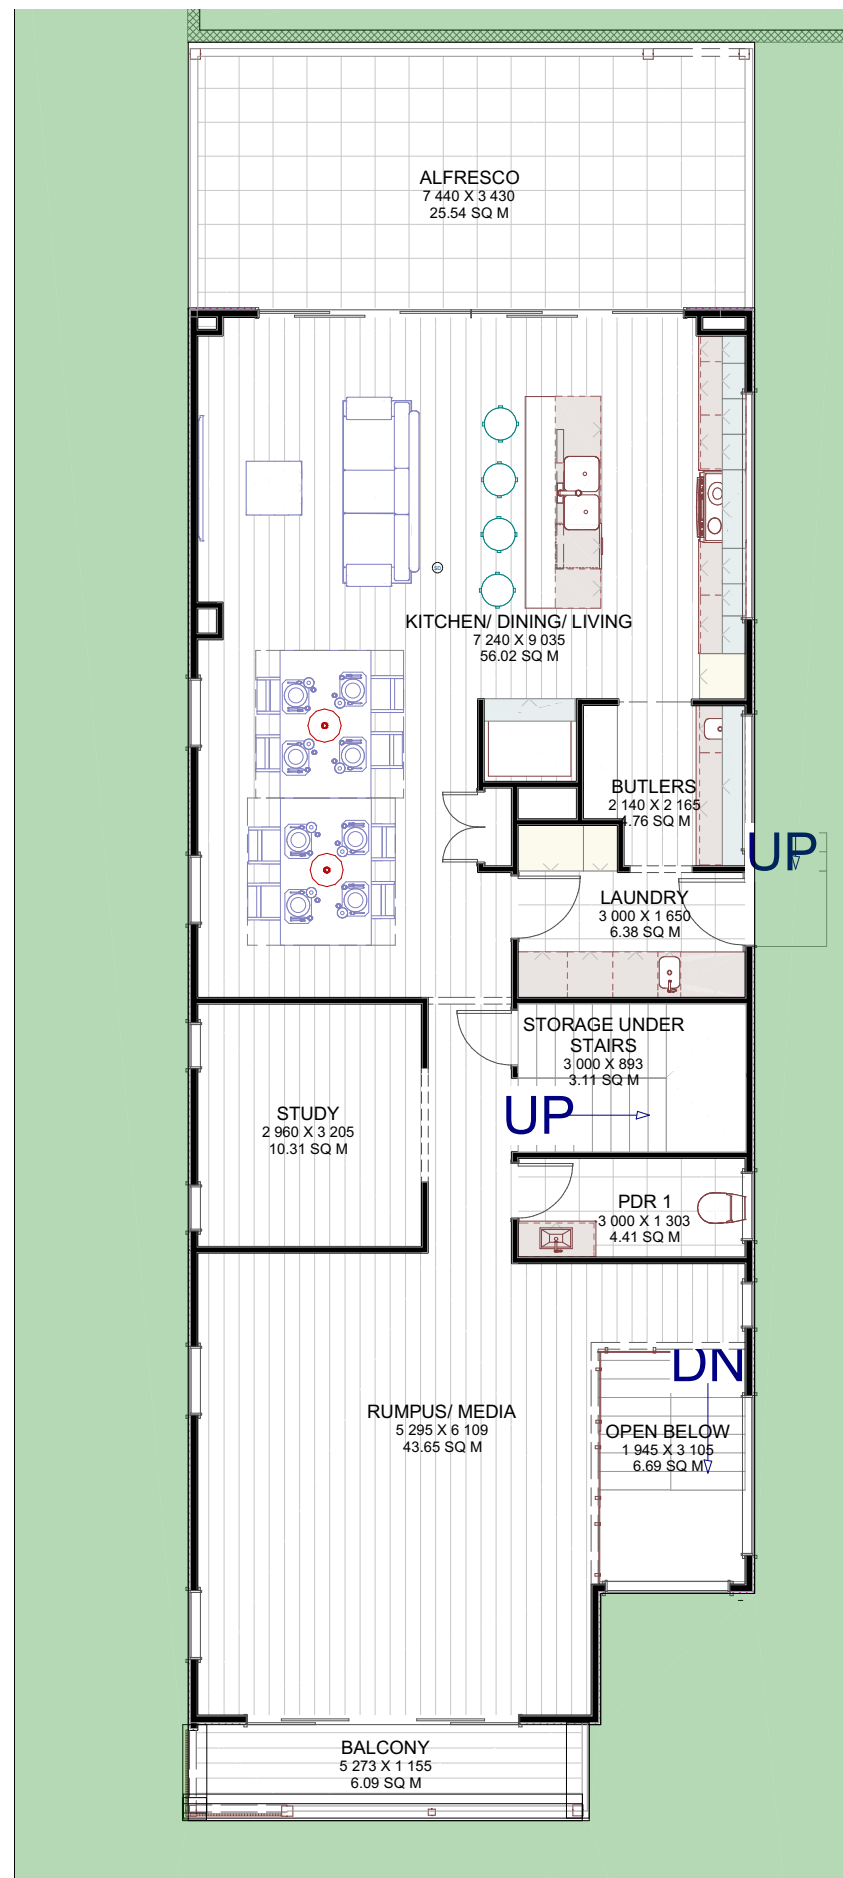 ALFRESCO
7 440 X 3 430
25.54 SQ M
KITCHEN/ DINING/ LIVING
7 240 X 9 035
56.02 SQ M
BUTLERS
2 140 X 2 165
4.76 SQ M
UP
LAUNDRY
3 000 X 1 650
6.38 SQ M
STORAGE UNDER
STAIRS
3 000 X 893
3.11 SQ M
UP
STUDY
2 960 X 3 205
10.31 SQ M
PDR 1
3 000 X 1 303
4.41 SQ M
DN
RUMPUS/ MEDIA
5 295 X 6 109
43.65 SQ M
OPEN BELOW
1 945 X 3 105
6.69 SQ M
BALCONY
5 273 X 1 155
6.09 SQ M